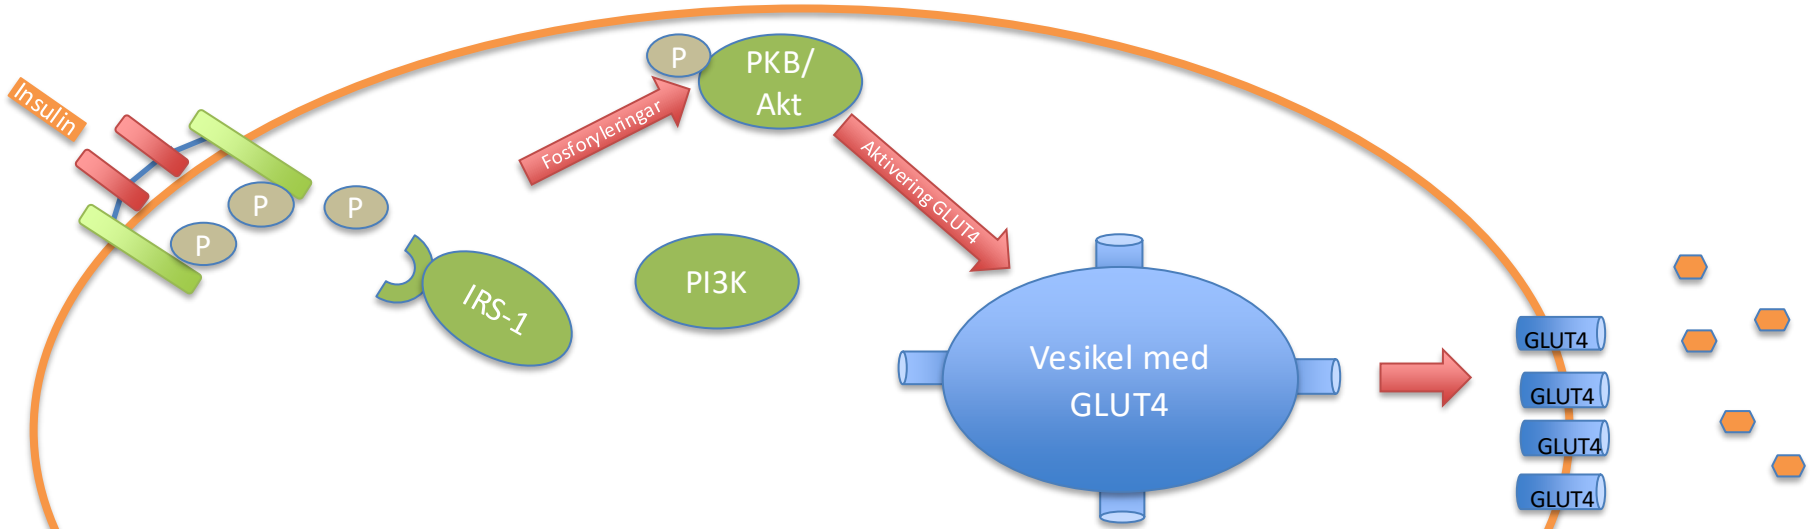 Insulin
P
P
P
IRS-1
Fosforyleringar
P
PKB/
Akt
PI3K
Aktivering GLUT4
Vesikel med
GLUT4
GLUT4
GLUT4
GLUT4
GLUT4